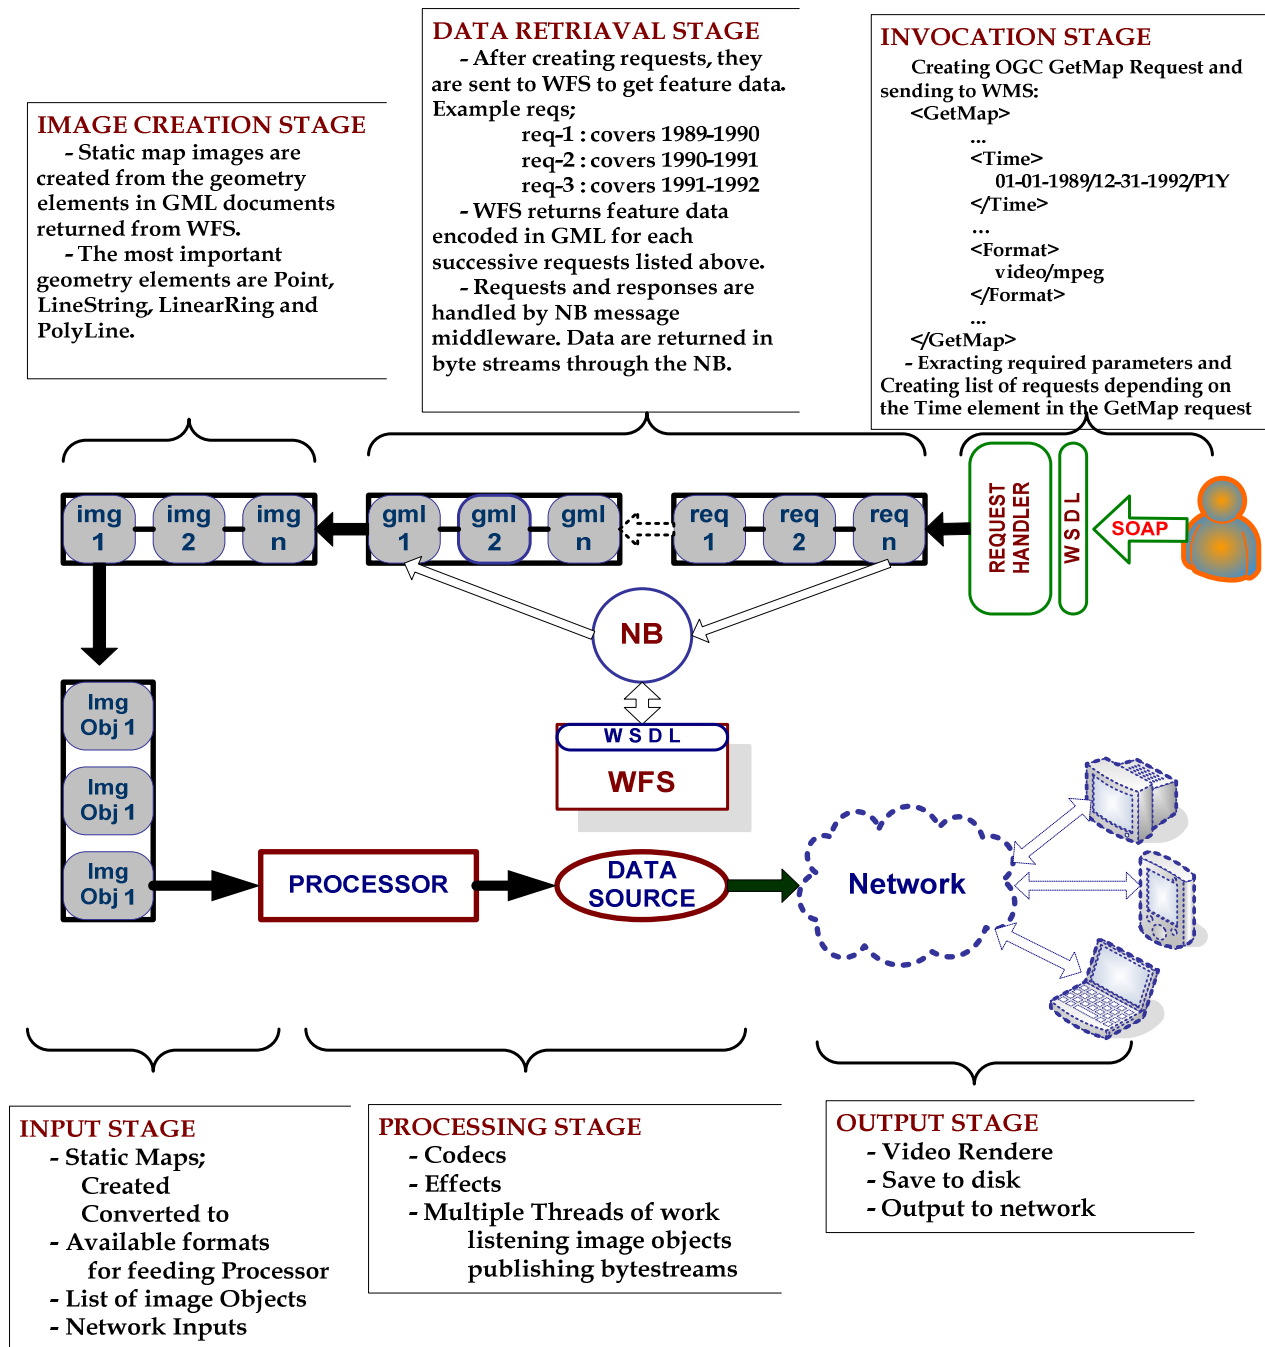 IMAGE CREATION STAGE
- Static map images are
created from the geometry
elements in GML documents
returned from WFS.
- The most important
geometry elements are Point,
LineString, LinearRing and
PolyLine.
DATA RETRIAVAL STAGE
- After creating requests, they
are sent to WFS to get feature data.
Example reqs;
req-1 : covers 1989-1990
req-2 : covers 1990-1991
req-3 : covers 1991-1992
- WFS returns feature data
encoded in GML for each
successive requests listed above.
- Requests and responses are
handled by NB message
middleware. Data are returned in
byte streams through the NB.
INVOCATION STAGE
Creating OGC GetMap Request and
sending to WMS:
<GetMap>
...
<Time>
01-01-1989/12-31-1992/P1Y
</Time>
...
<Format>
video/mpeg
</Format>
...
</GetMap>
- Exracting required parameters and
Creating list of requests depending on
the Time element in the GetMap request
img
1
img
2
img
n
gml
1
gml
2
gml
n
req
1
req
2
req
n
REQUEST
HANDLER
W S D L
SOAP
NB
W S D L
WFS
Img
Obj 1
Img
Obj 1
Img
Obj 1
PROCESSOR
DATA
SOURCE
Network
INPUT STAGE
- Static Maps;
Created
Converted to
- Available formats
for feeding Processor
- List of image Objects
- Network Inputs
PROCESSING STAGE
- Codecs
- Effects
- Multiple Threads of work
listening image objects
publishing bytestreams
OUTPUT STAGE
- Video Rendere
- Save to disk
- Output to network